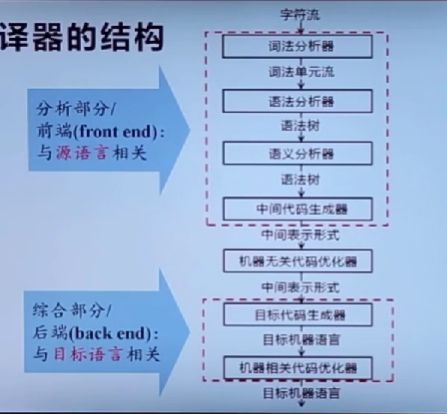 译器的结构
字符流
词法分析器
词法单元流
语法分析器
语法树
语义分析器
语法树
中间代码生成器
中间表示形式
机器无关代码优化器
中间表示形式
目标代码生成器
目标机器语言
机器相关代码优化器
目标机器语言
分析部分/
前端(front end):
与源语言相关
综合部分/
后端(back end):
与目标语言相关